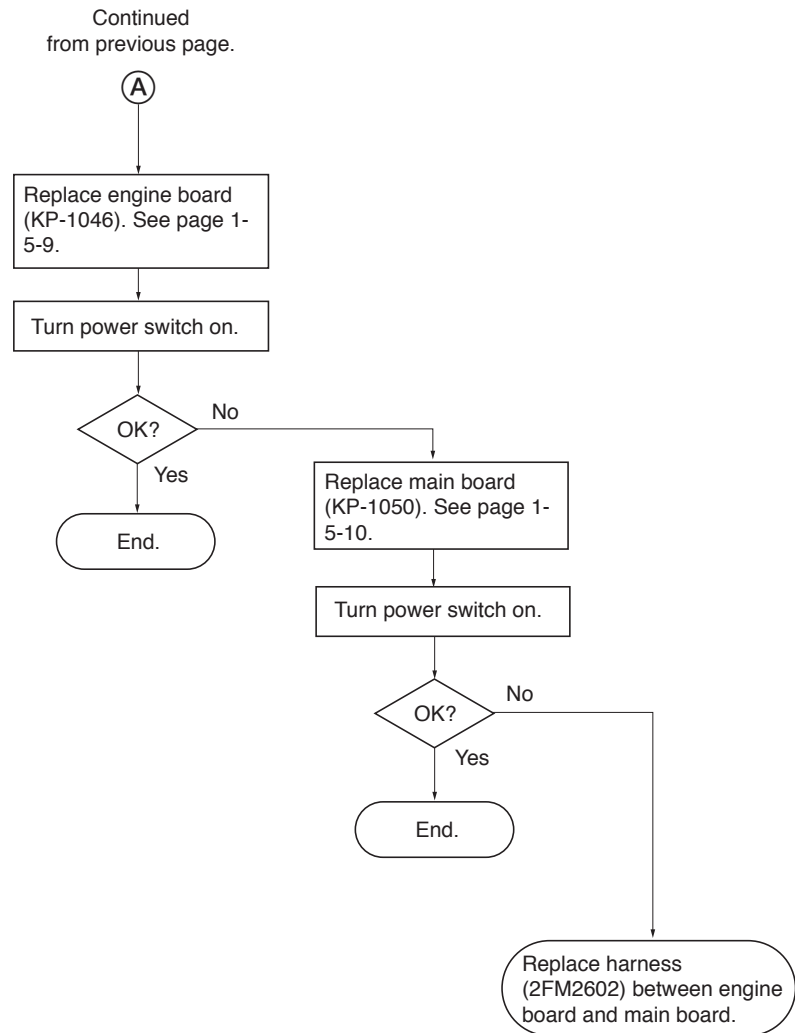 Continued
from previous page.
A
Replace engine board
(KP-1046). See page 1-
5-9.
Turn power switch on.
OK?
No
Yes
End.
Replace main board
(KP-1050). See page 1-
5-10.
Turn power switch on.
OK?
No
Yes
End.
Replace harness
(2FM2602) between engine
board and main board.